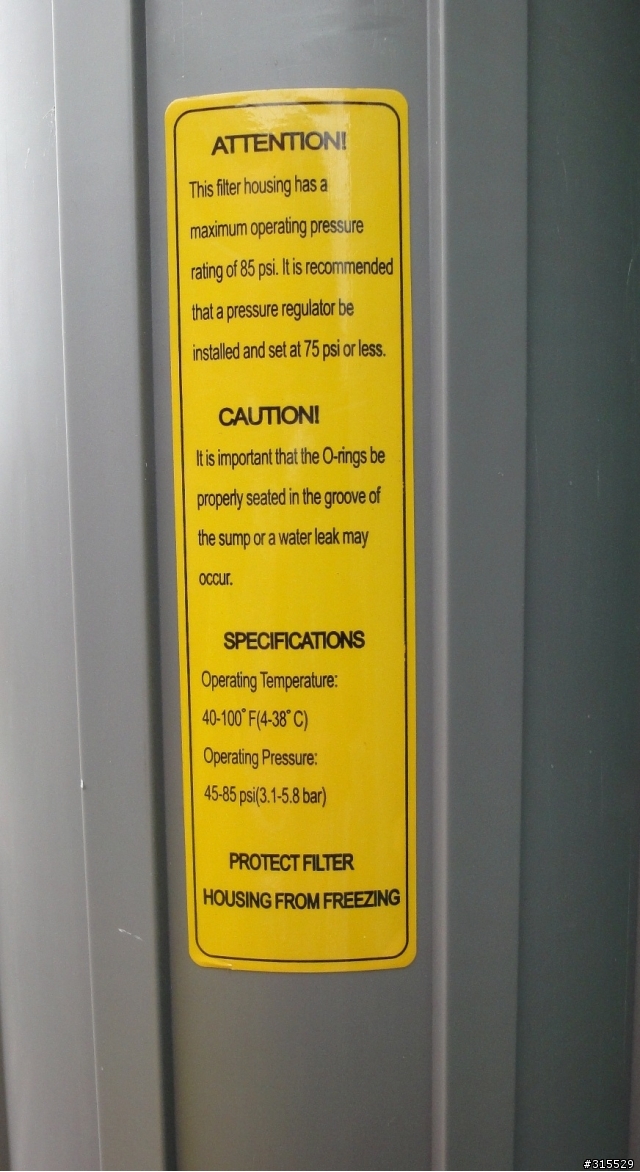 ATTENTION!
This filter housing has a
maximum operating pressure
rating of 85 psi. It is recommended
that a pressure regulator be
installed and set at 75 psi or less.
CAUTION!
It is important that the O-rings be
properly seated in the groove of
the sump or a water leak may
occur.
SPECIFICATIONS
Operating Temperature:
40-100° F(4-38° C)
Operating Pressure:
45-85 psi(3.1-5.8 bar)
PROTECT FILTER
HOUSING FROM FREEZING
#315529